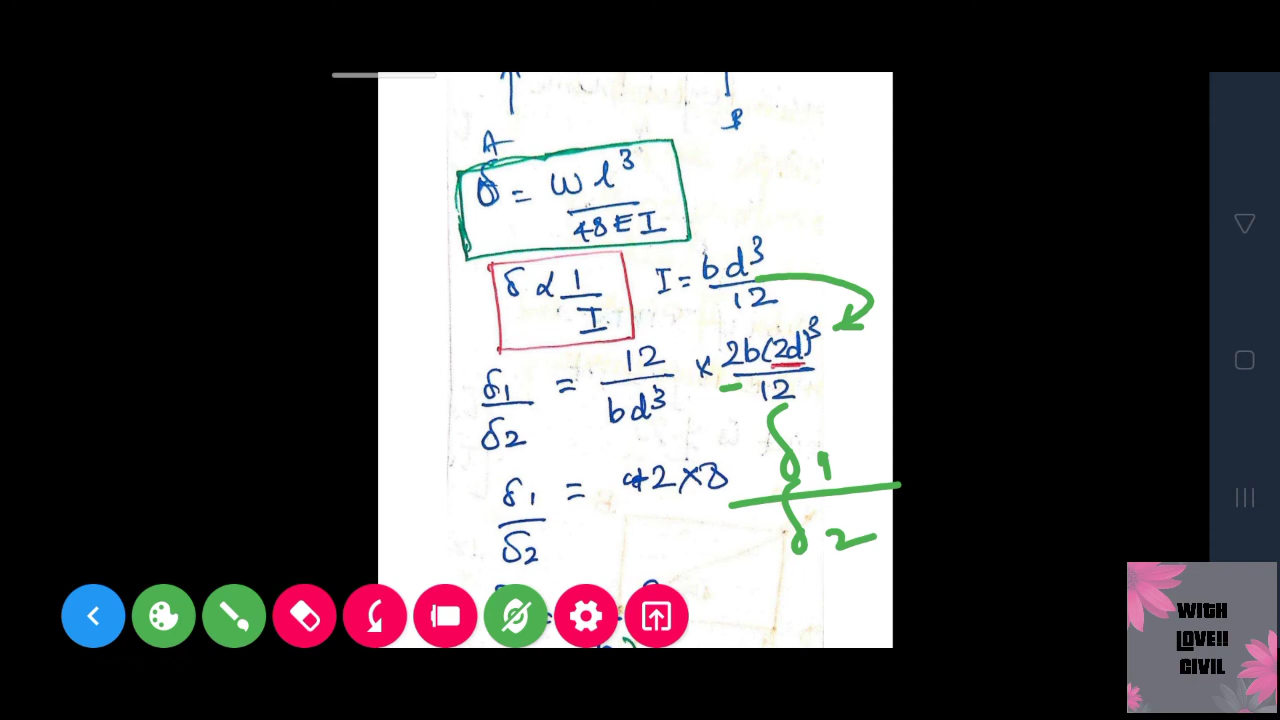 A
B
δ = wl³/48EI
δ ∝ 1/I I = bd³/12
δ1/δ2 = 12/bd³ × 2b(2d)³/12
δ1/δ2 = 2×8
δ1/δ2
WITH
LOVEII
CIVIL